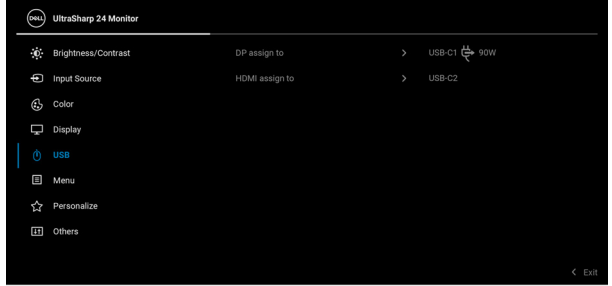 DELL UltraSharp 24 Monitor
Brightness/Contrast DP assign to > USB-C1 90W
Input Source HDMI assign to > USB-C2
Color
Display
USB
Menu
Personalize
Others
< Exit